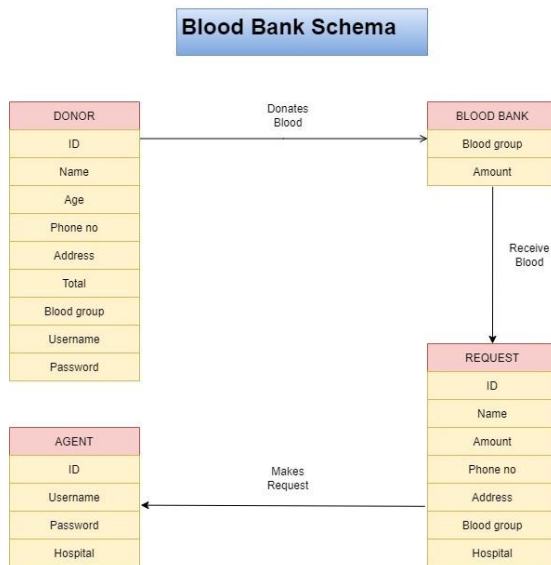 Blood Bank Schema
DONOR
ID
Name
Age
Phone no
Address
Total
Blood group
Username
Password
Donates
Blood
BLOOD BANK
Blood group
Amount
Receive
Blood
REQUEST
ID
Name
Amount
Phone no
Address
Blood group
Hospital
Makes
Request
AGENT
ID
Username
Password
Hospital